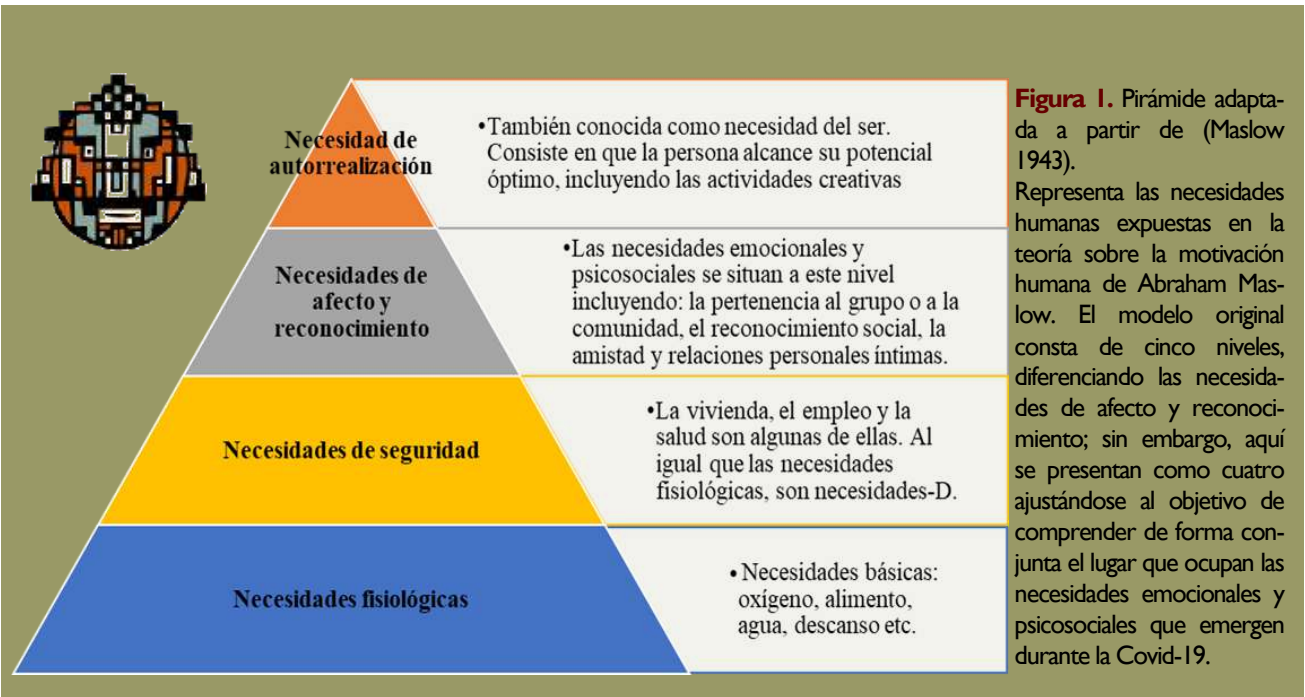 Necesidad de
autorrealización
•También conocida como necesidad del ser.
Consiste en que la persona alcance su potencial
óptimo, incluyendo las actividades creativas
Necesidades de
afecto y
reconocimiento
•Las necesidades emocionales y
psicosociales se situan a este nivel
incluyendo: la pertenencia al grupo o a la
comunidad, el reconocimiento social, la
amistad y relaciones personales íntimas.
Necesidades de seguridad
•La vivienda, el empleo y la
salud son algunas de ellas. Al
igual que las necesidades
fisiológicas, son necesidades-D.
Necesidades fisiológicas
• Necesidades básicas:
oxígeno, alimento,
agua, descanso etc.
Figura 1. Pirámide adapta-
da a partir de (Maslow
1943).
Representa las necesidades
humanas expuestas en la
teoría sobre la motivación
humana de Abraham Mas-
low. El modelo original
consta de cinco niveles,
diferenciando las necesida-
des de afecto y reconoci-
miento; sin embargo, aquí
se presentan como cuatro
ajustándose al objetivo de
comprender de forma con-
junta el lugar que ocupan las
necesidades emocionales y
psicosociales que emergen
durante la Covid-19.